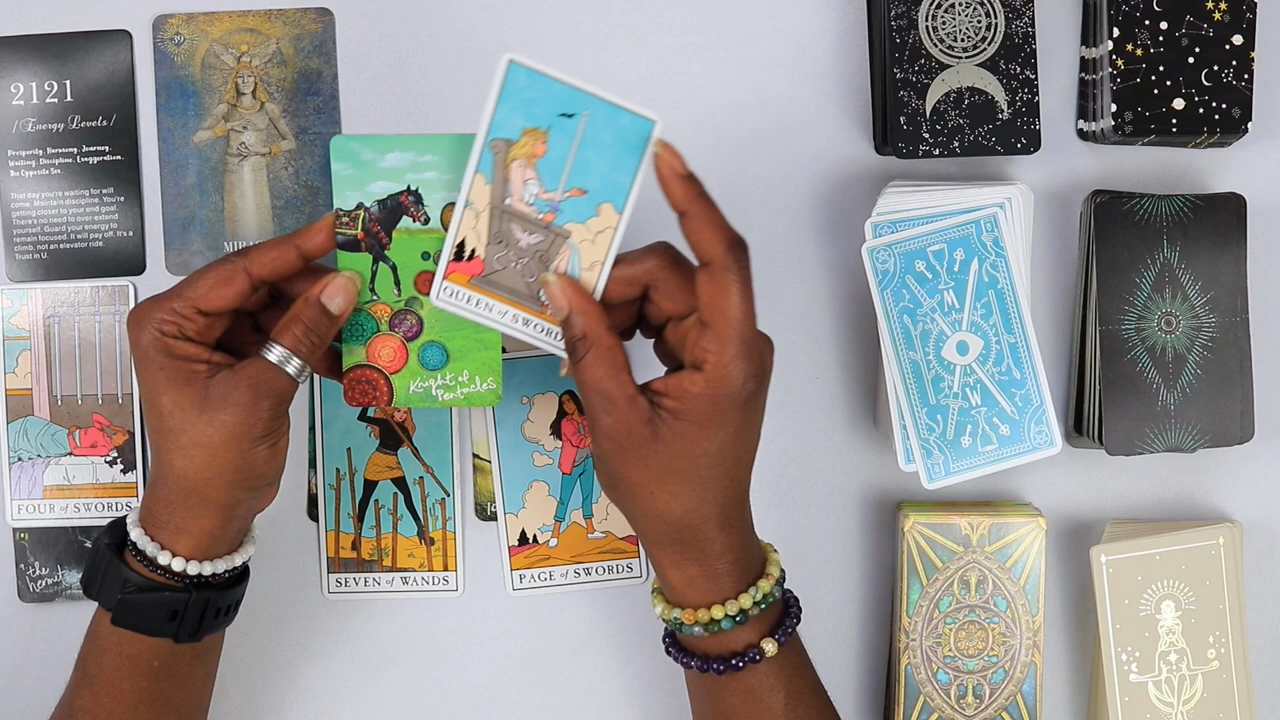 2121
/Energy Levels/
Prosperity, Harmony, Journey,
Waiting, Discipline, Exaggeration,
The Opposite Sex.
That day you're waiting for will
come. Maintain discipline. You're
getting closer to your end goal.
There's no need to over-extend
yourself. Guard your energy to
remain focused. It will pay off. It's a
climb, not an elevator ride.
Trust in U.
39
Knight of
Pentacles
QUEEN of SWORD
FOUR of SWORDS
9
the
hermit
SEVEN of WANDS
PAGE of SWORDS
M
W